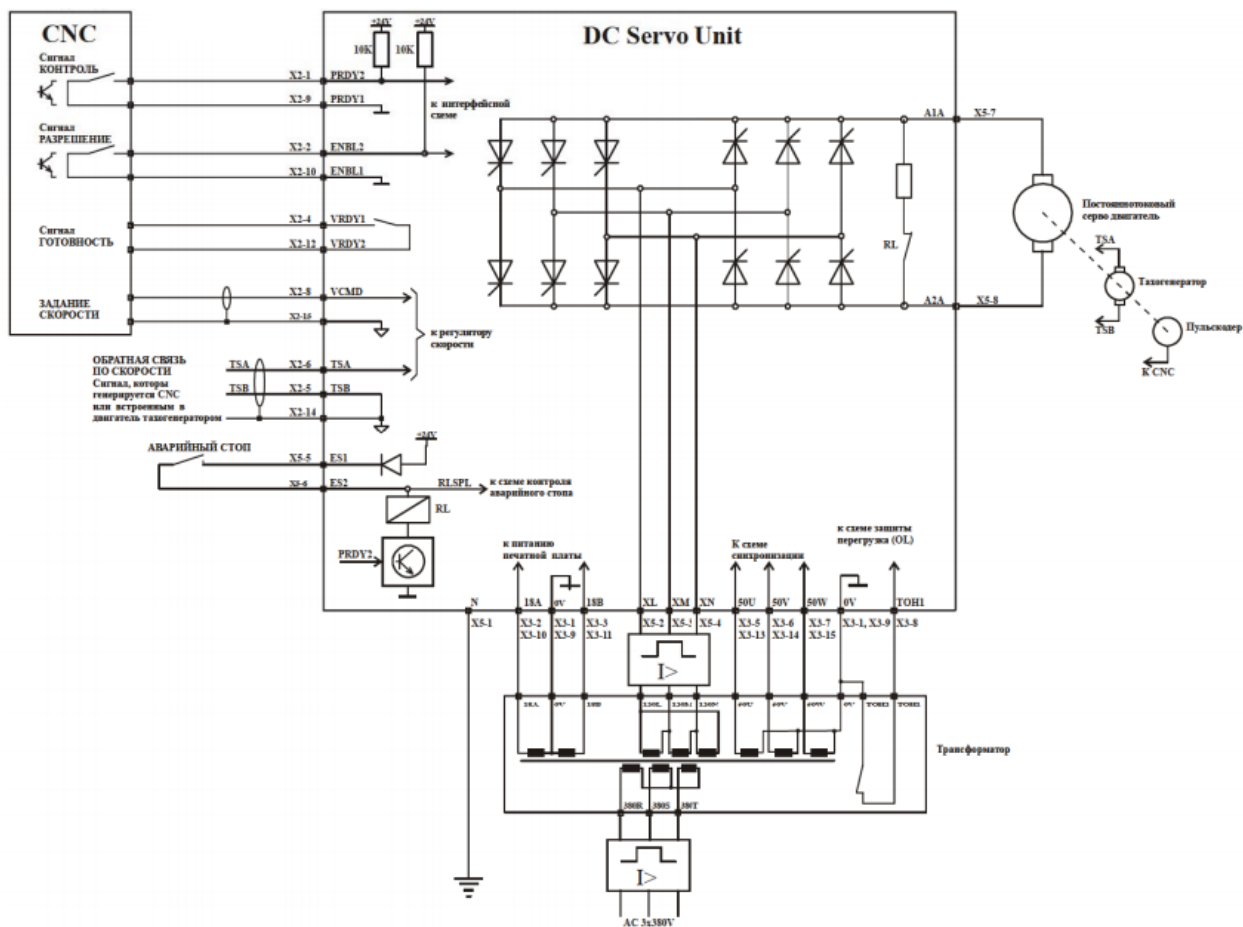 CNC
DC Servo Unit
Сигнал
КОНТРОЛЬ
Сигнал
РАЗРЕШЕНИЕ
Сигнал
ГОТОВНОСТЬ
ЗАДАНИЕ
СКОРОСТИ
+24V
+24V
10K
10K
X2-1
PRDY2
X2-9
PRDY1
к интерфейсной
схеме
X2-2
ENBL2
X2-10
ENBL1
X2-4
VRDY1
X2-12
VRDY2
X2-8
VCMD
к регулятору
скорости
ОБРАТНАЯ СВЯЗЬ
ПО СКОРОСТИ
Сигнал, которы
генерируется CNC
или встроенным в
двигатель тахогенератором
TSA
X2-6
TSA
TSB
X2-5
TSB
X2-14
АВАРИЙНЫЙ СТОП
X5-5
ES1
+24V
X5-6
ES2
RLSPL
к схеме контроля
аварийного стопа
RL
PRDY2
A1A
X5-7
RL
A2A
X5-8
Постояннотоковый
серво двигатель
TSA
Тахогенератор
TSB
Пульскодер
К CNC
к питанию
печатной платы
К схеме
синхронизации
к схеме зашиты
перегрузка (OL)
N
18A
0V
18B
XL
XM
XN
50U
50V
50W
0V
TOH1
X5-1
X3-2
X3-1
X3-3
X5-2
X5-4
X3-5
X3-6
X3-7
X3-1, X3-9
X3-8
X3-10
X3-9
X3-11
X3-13
X3-14
X3-15
I>
0V
Трансформатор
380R
380S
380T
I>
AC 3x380V